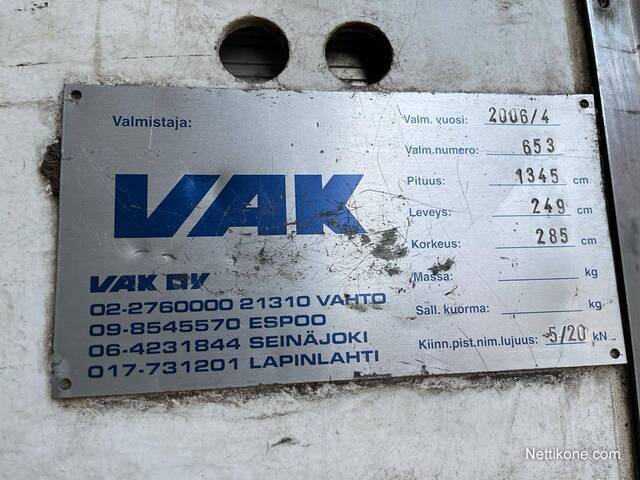 Valmistaja:
VAK
VAK OY
02-2760000 21310 VAHTO
09-8545570 ESPOO
06-4231844 SEINÄJOKI
017-731201 LAPINLAHTI
Valm. vuosi: 2006/4
Valm.numero: 653
Pituus: 1345 cm
Leveys: 249 cm
Korkeus: 285 cm
Massa: kg
Sall. kuorma: kg
Kiinn.pist.nim.lujuus: 5/20 kN
Nettikone.com